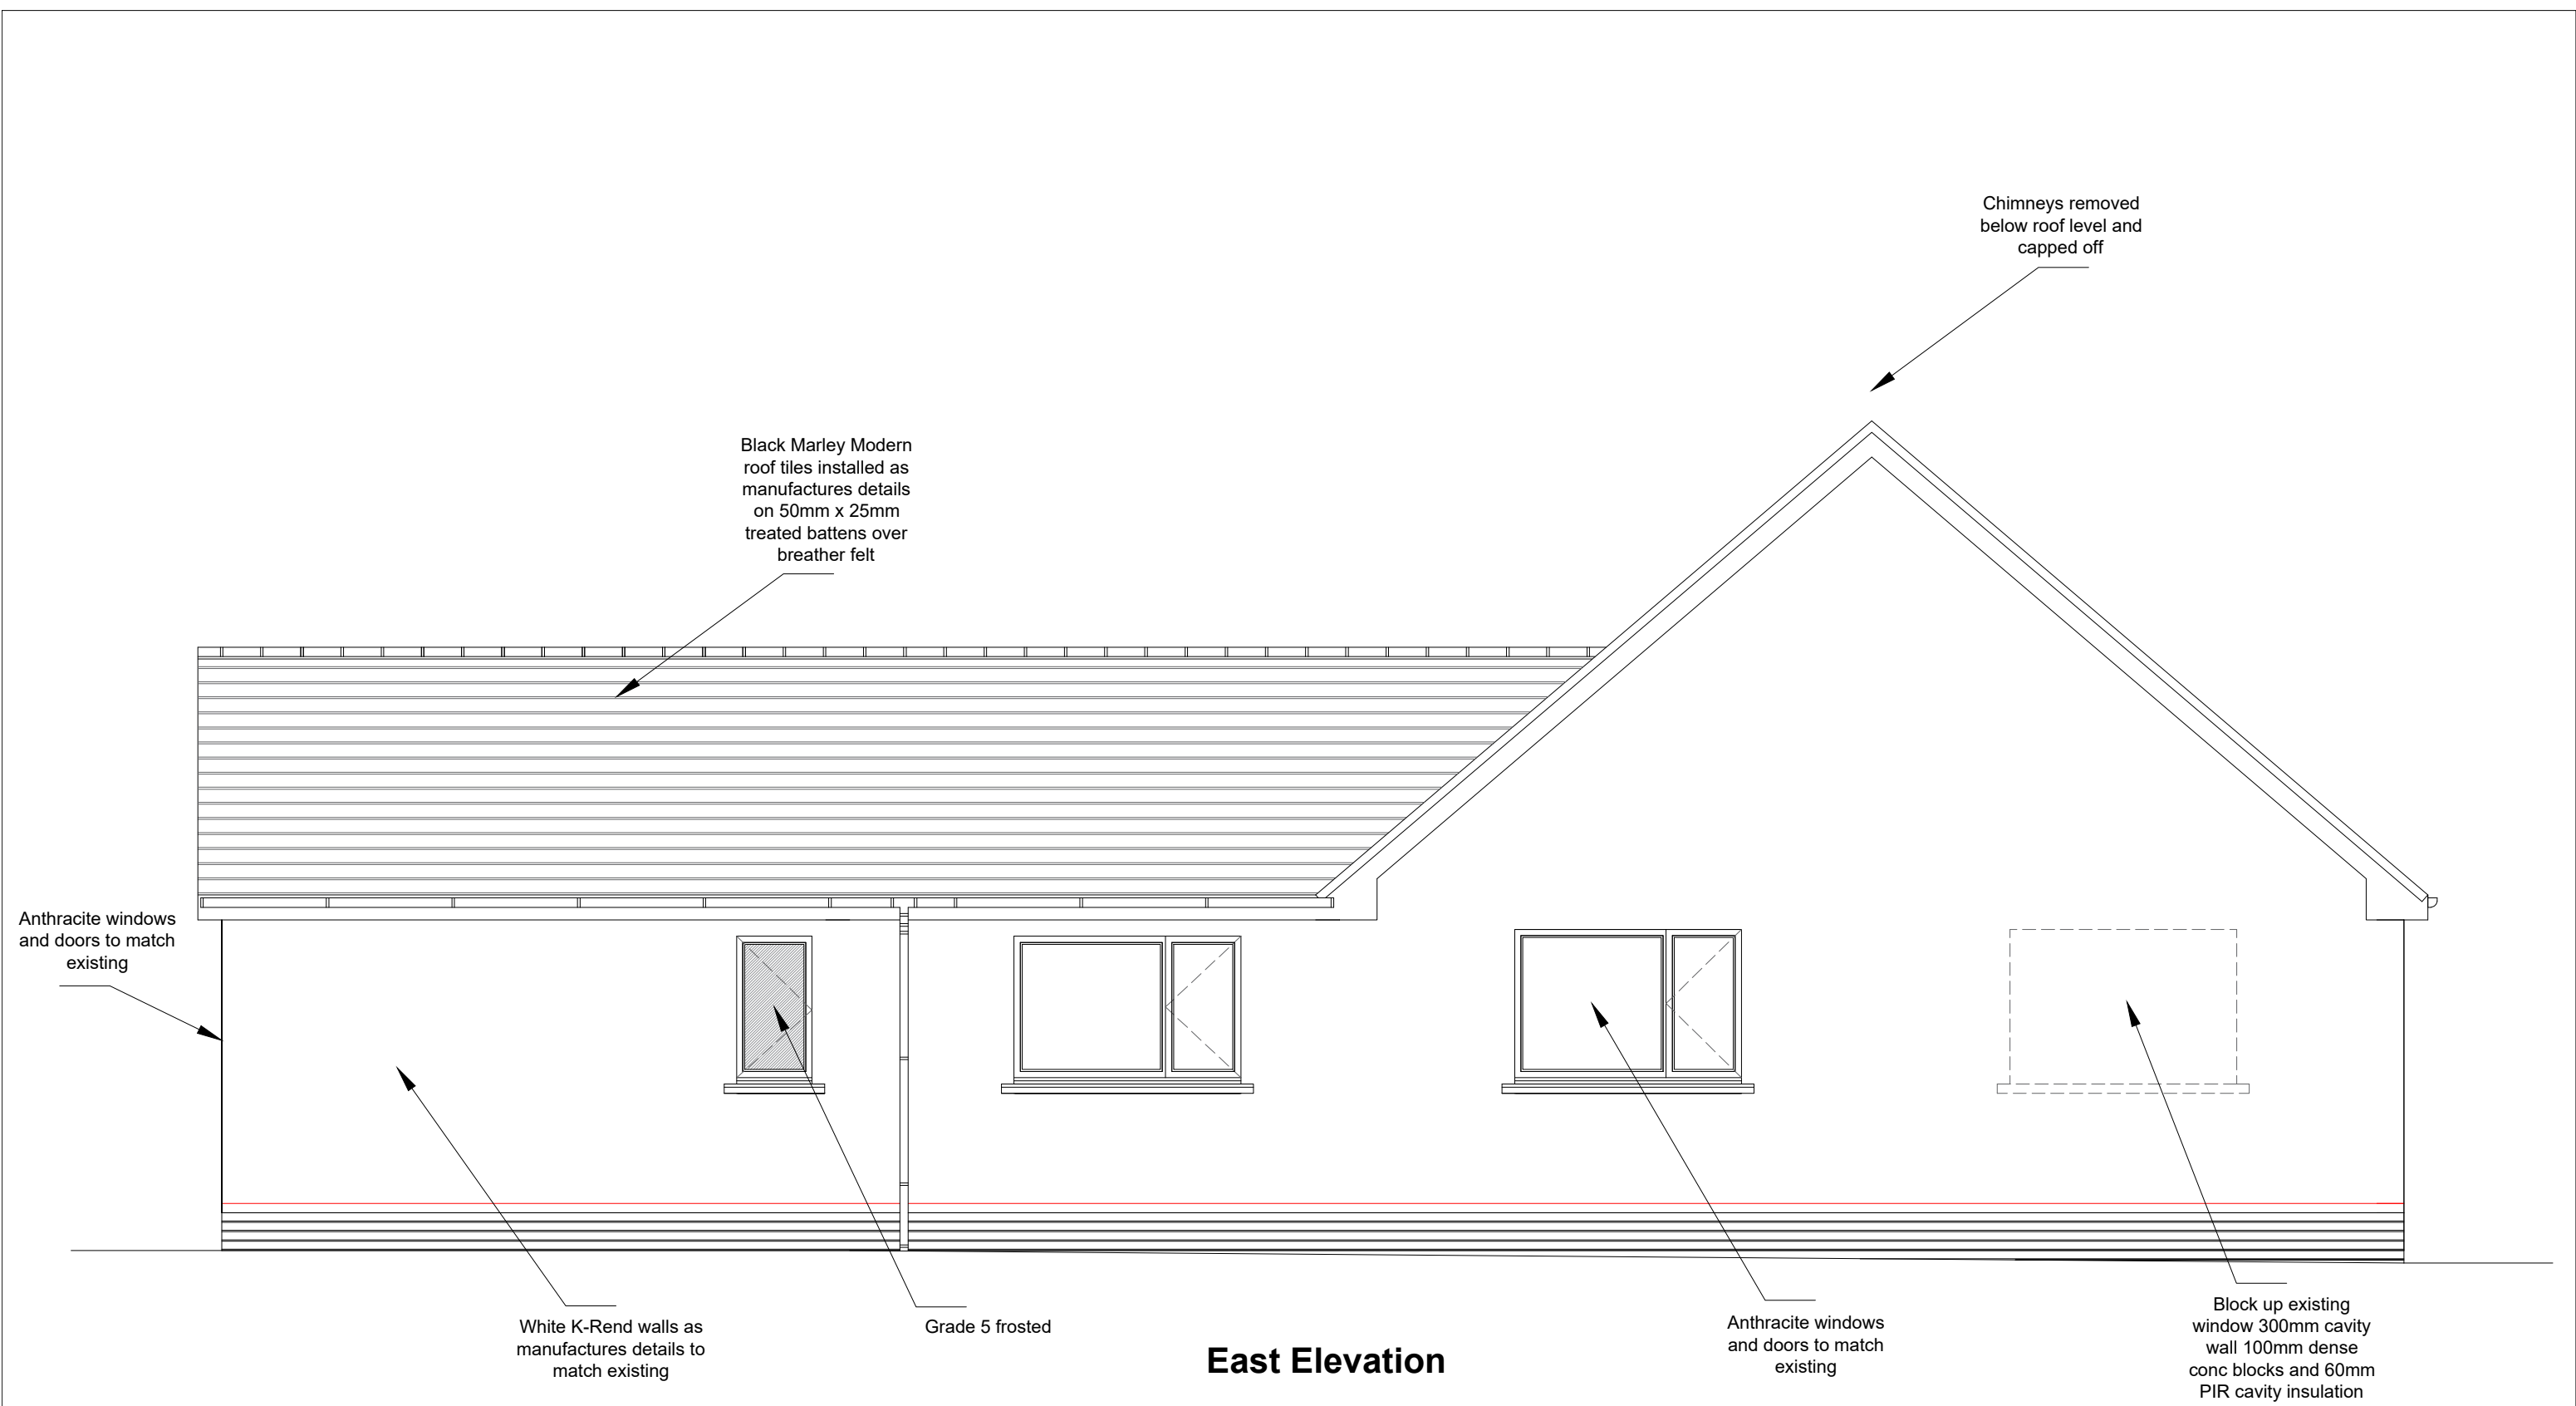 Chimneys removed
below roof level and
capped off
Black Marley Modern
roof tiles installed as
manufactures details
on 50mm x 25mm
treated battens over
breather felt
Anthracite windows
and doors to match
existing
White K-Rend walls as
manufactures details to
match existing
Grade 5 frosted
East Elevation
Anthracite windows
and doors to match
existing
Block up existing
window 300mm cavity
wall 100mm dense
conc blocks and 60mm
PIR cavity insulation